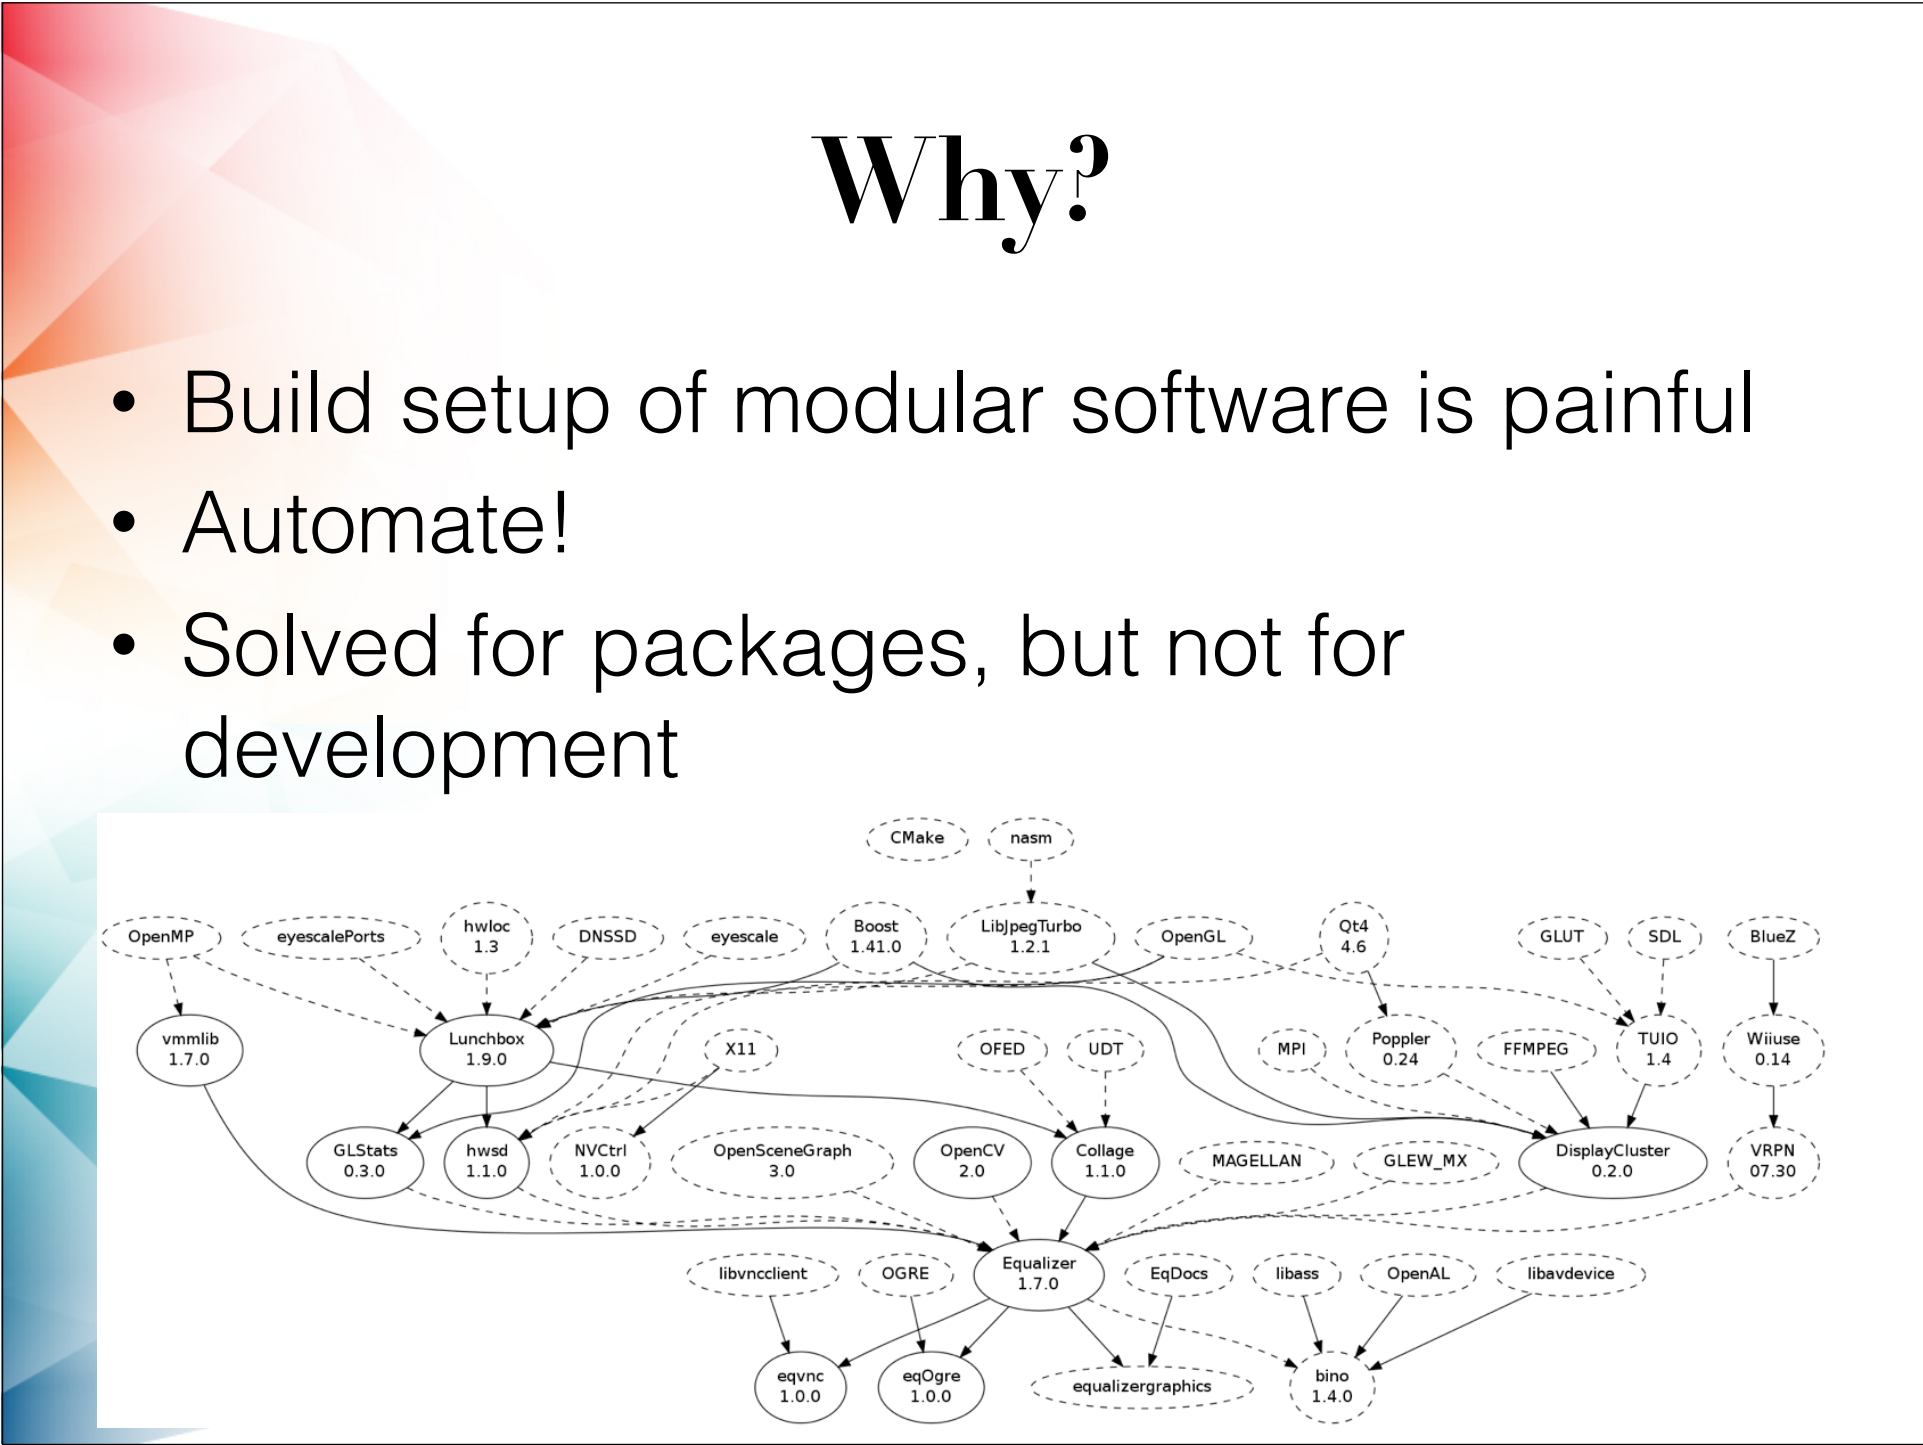 Why?
• Build setup of modular software is painful
• Automate!
• Solved for packages, but not for
development
CMake
nasm
OpenMP
eyescalePorts
hwloc
1.3
DNSSD
eyescale
Boost
1.41.0
LibJpegTurbo
1.2.1
OpenGL
Qt4
4.6
GLUT
SDL
BlueZ
vmmlib
1.7.0
Lunchbox
1.9.0
X11
OFED
UDT
MPI
Poppler
0.24
FFMPEG
TUIO
1.4
Wiiuse
0.14
GLStats
0.3.0
hwsd
1.1.0
NVCtrl
1.0.0
OpenSceneGraph
3.0
OpenCV
2.0
Collage
1.1.0
MAGELLAN
GLEW_MX
DisplayCluster
0.2.0
VRPN
07.30
libvncclient
OGRE
Equalizer
1.7.0
EqDocs
libass
OpenAL
libavdevice
eqvnc
1.0.0
eqOgre
1.0.0
equalizergraphics
bino
1.4.0